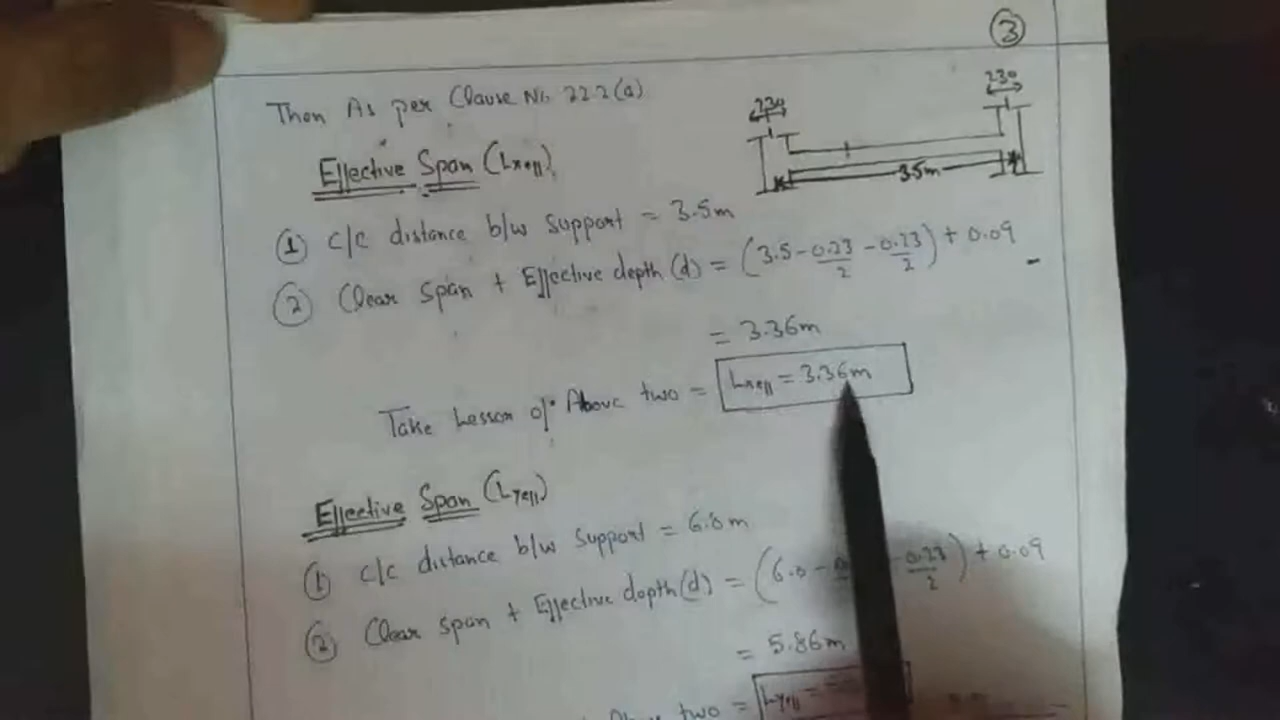 3
Then As per Clause No. 22.2(a)
230
230
Effective Span (Lxeff)
3.5m
① c/c distance b/w support = 3.5m
② Clear span + Effective depth (d) = (3.5 - 0.23/2 - 0.23/2) + 0.09
= 3.36m
Take Lesson of Above two = Lxeff = 3.36m
Effective Span (Lyeff)
① c/c distance b/w support = 6.0m
② Clear span + Effective depth (d) = (6.0 - - 0.23/2) + 0.09
= 5.86m
Above two = Lyeff =